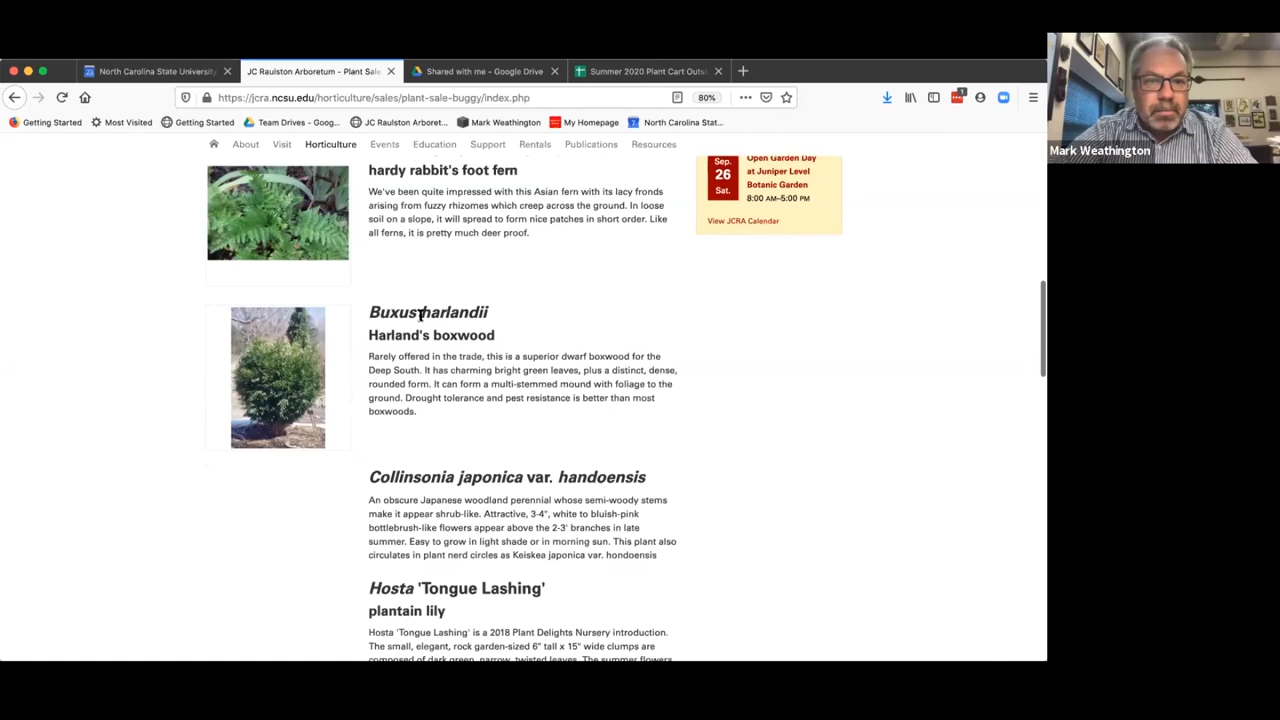 North Carolina State University
JC Raulston Arboretum - Plant Sale
Shared with me - Google Drive
Summer 2020 Plant Cart Outsi
https://jcra.ncsu.edu/horticulture/sales/plant-sale-buggy/index.php
80%
1
Getting Started
Most Visited
Getting Started
Team Drives - Goog...
JC Raulston Arboret...
Mark Weathington
My Homepage
North Carolina Stat...
About
Visit
Horticulture
Events
Education
Support
Rentals
Publications
Resources
hardy rabbit's foot fern
We've been quite impressed with this Asian fern with its lacy fronds
arising from fuzzy rhizomes which creep across the ground. In loose
soil on a slope, it will spread to form nice patches in short order. Like
all ferns, it is pretty much deer proof.
Buxus harlandii
Harland's boxwood
Rarely offered in the trade, this is a superior dwarf boxwood for the
Deep South. It has charming bright green leaves, plus a distinct, dense,
rounded form. It can form a multi-stemmed mound with foliage to the
ground. Drought tolerance and pest resistance is better than most
boxwoods.
Collinsonia japonica var. handoensis
An obscure Japanese woodland perennial whose semi-woody stems
make it appear shrub-like. Attractive, 3-4", white to bluish-pink
bottlebrush-like flowers appear above the 2-3' branches in late
summer. Easy to grow in light shade or in morning sun. This plant also
circulates in plant nerd circles as Keiskea japonica var. hondoensis
Hosta 'Tongue Lashing'
plantain lily
Hosta 'Tongue Lashing' is a 2018 Plant Delights Nursery introduction.
The small, elegant, rock garden-sized 6" tall x 15" wide clumps are
composed of dark green, narrow, twisted leaves. The summer flowers
Sep.
26
Sat.
Open Garden Day
at Juniper Level
Botanic Garden
8:00 AM–5:00 PM
View JCRA Calendar
Mark Weathington